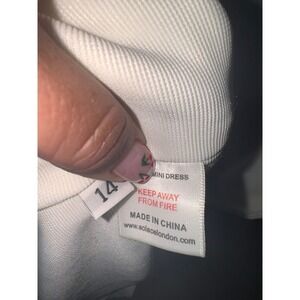 14
MINI DRESS
KEEP AWAY
FROM FIRE
MADE IN CHINA
www.solacelondon.com